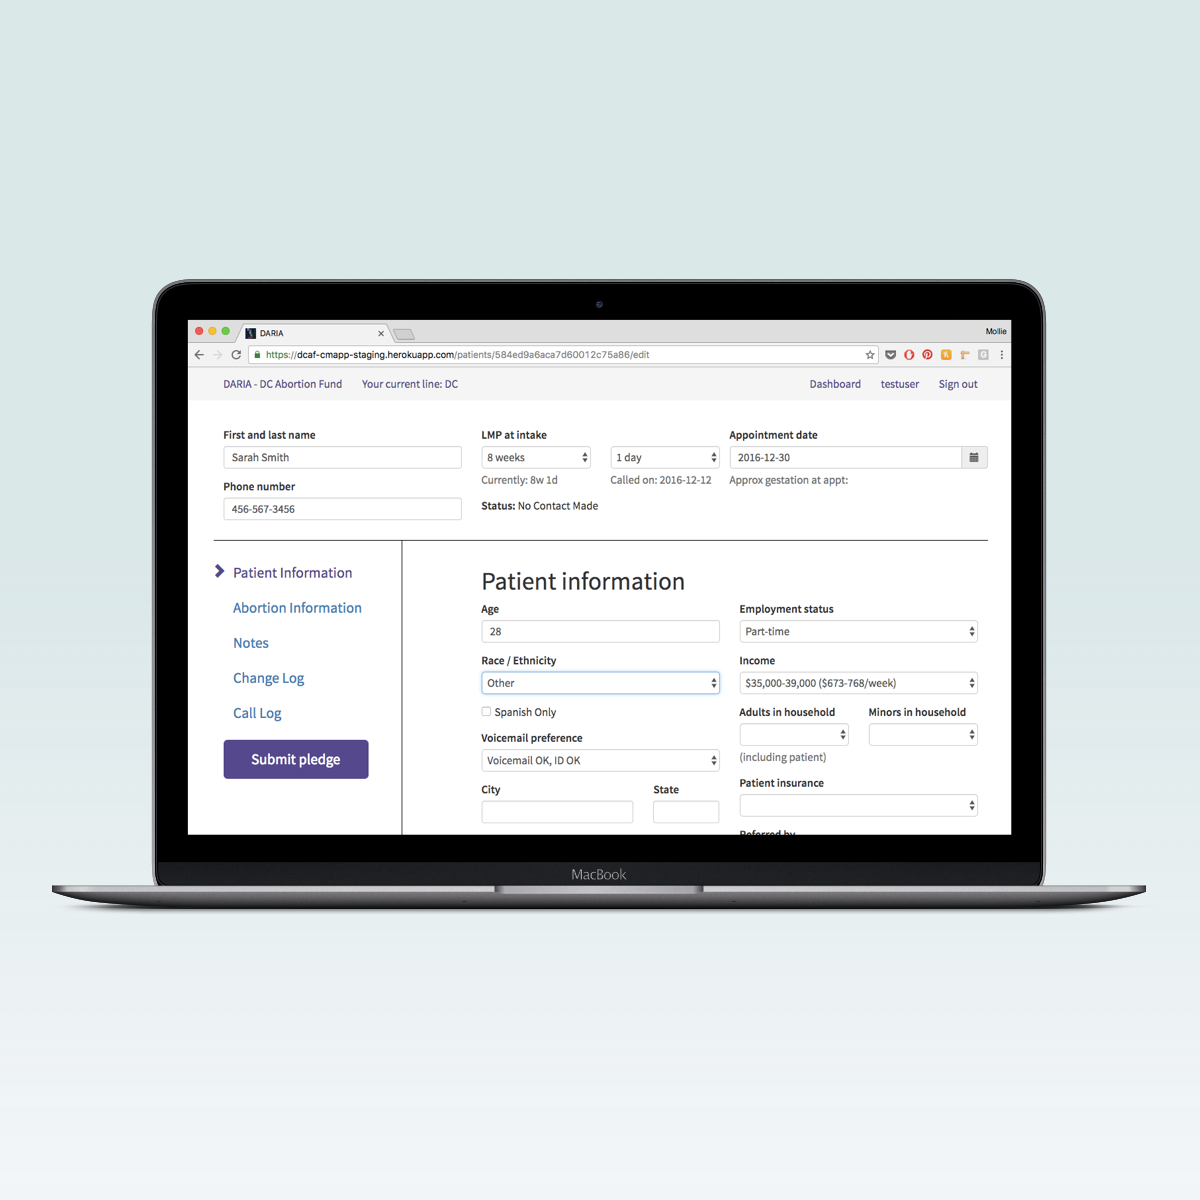 DARIA
Mollie
https://dcaf-cmapp-staging.herokuapp.com/patients/584ed9a6aca7d60012c75a86/edit
DARIA - DC Abortion Fund Your current line: DC Dashboard testuser Sign out
First and last name LMP at intake Appointment date
Sarah Smith 8 weeks 1 day 2016-12-30
Currently: 8w 1d Called on: 2016-12-12 Approx gestation at appt:
Phone number
456-567-3456 Status: No Contact Made
Patient Information
Abortion Information
Notes
Change Log
Call Log
Submit pledge
Patient information
Age Employment status
28 Part-time
Race / Ethnicity Income
Other $35,000-39,000 ($673-768/week)
Spanish Only Adults in household Minors in household
Voicemail preference
Voicemail OK, ID OK (including patient)
City State Patient insurance
Referred by
MacBook